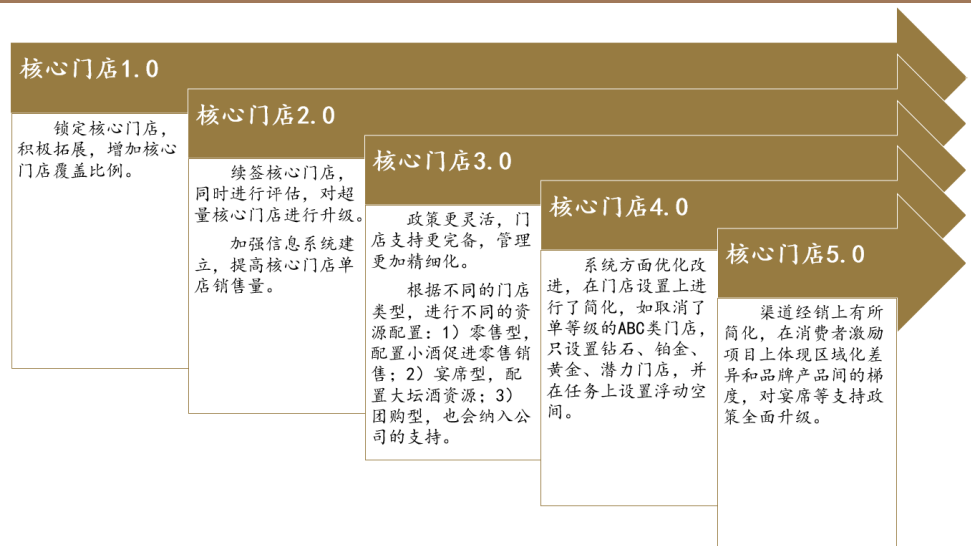 核心门店1.0
锁定核心门店，
积极拓展，增加核心
门店覆盖比例。
核心门店2.0
续签核心门店，
同时进行评估，对超
量核心门店进行升级。
加强信息系统建
立，提高核心门店单
店销售量。
核心门店3.0
政策更灵活，门
店支持更完备，管理
更加精细化。
根据不同的门店
类型，进行不同的资
源配置：1）零售型，
配置小酒促进零售销
售；2）宴席型，配
置大坛酒资源；3）
团购型，也会纳入公
司的支持。
核心门店4.0
系统方面优化改
进，在门店设置上进
行了简化，如取消了
单等级的ABC类门店，
只设置钻石、铂金、
黄金、潜力门店，并
在任务上设置浮动空
间。
核心门店5.0
渠道经销上有所
简化，在消费者激励
项目上体现区域化差
异和品牌产品间的梯
度，对宴席等支持政
策全面升级。